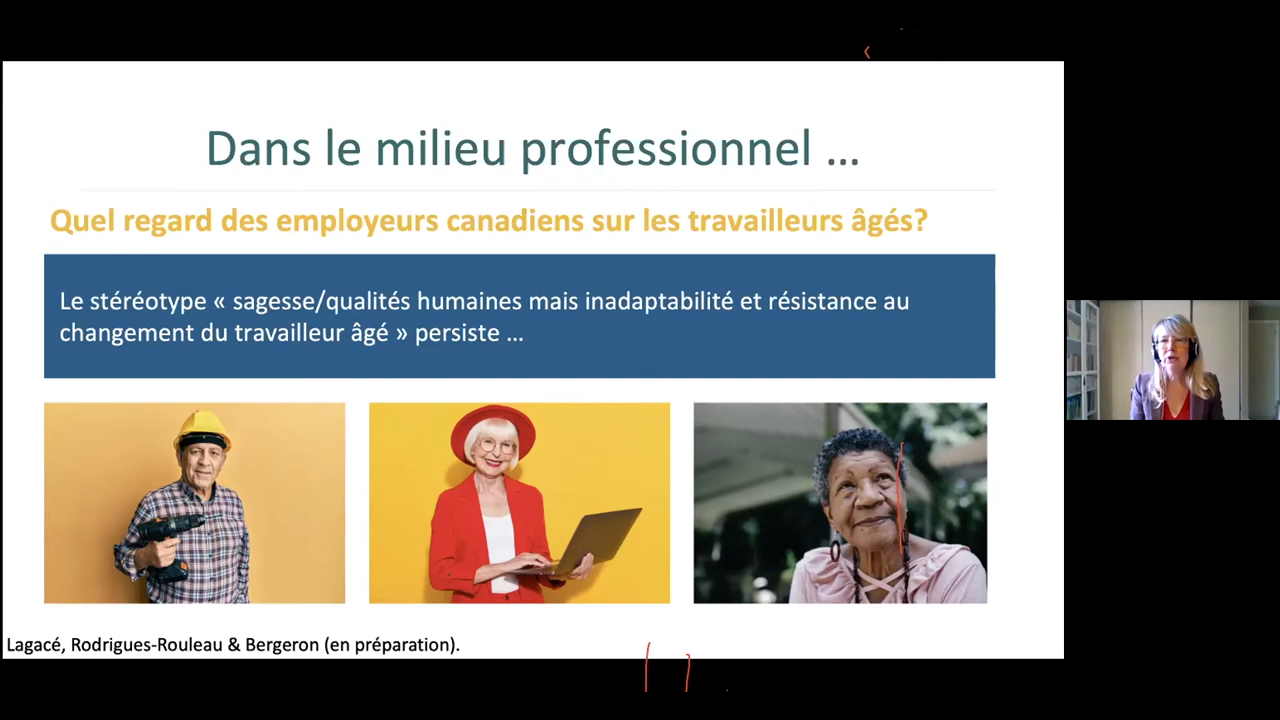 Dans le milieu professionnel …
Quel regard des employeurs canadiens sur les travailleurs âgés?
Le stéréotype « sagesse/qualités humaines mais inadaptabilité et résistance au
changement du travailleur âgé » persiste …
Lagacé, Rodrigues-Rouleau & Bergeron (en préparation).